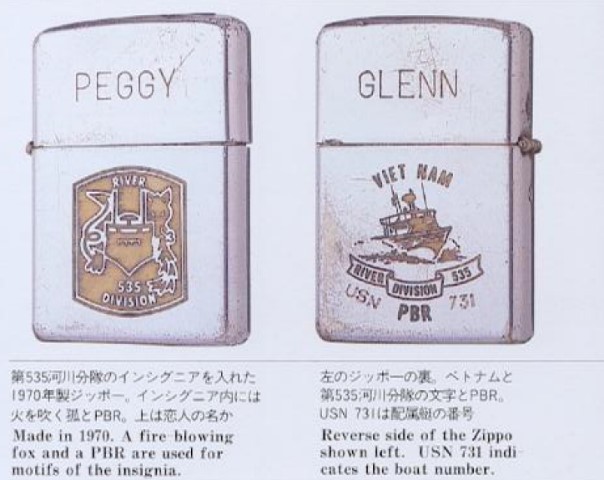 PEGGY
RIVER
535
DIVISION
GLENN
VIET NAM
RIVER DIVISION 535
USN PBR 731
第535河川分隊のインシグニアを入れた
1970年製ジッポー。インシグニア内には
火を吹く狐とPBR。上は恋人の名か
Made in 1970. A fire blowing
fox and a PBR are used for
motifs of the insignia.
左のジッポーの裏。ベトナムと
第535河川分隊の文字とPBR。
USN 731は配属艇の番号
Reverse side of the Zippo
shown left. USN 731 indi-
cates the boat number.